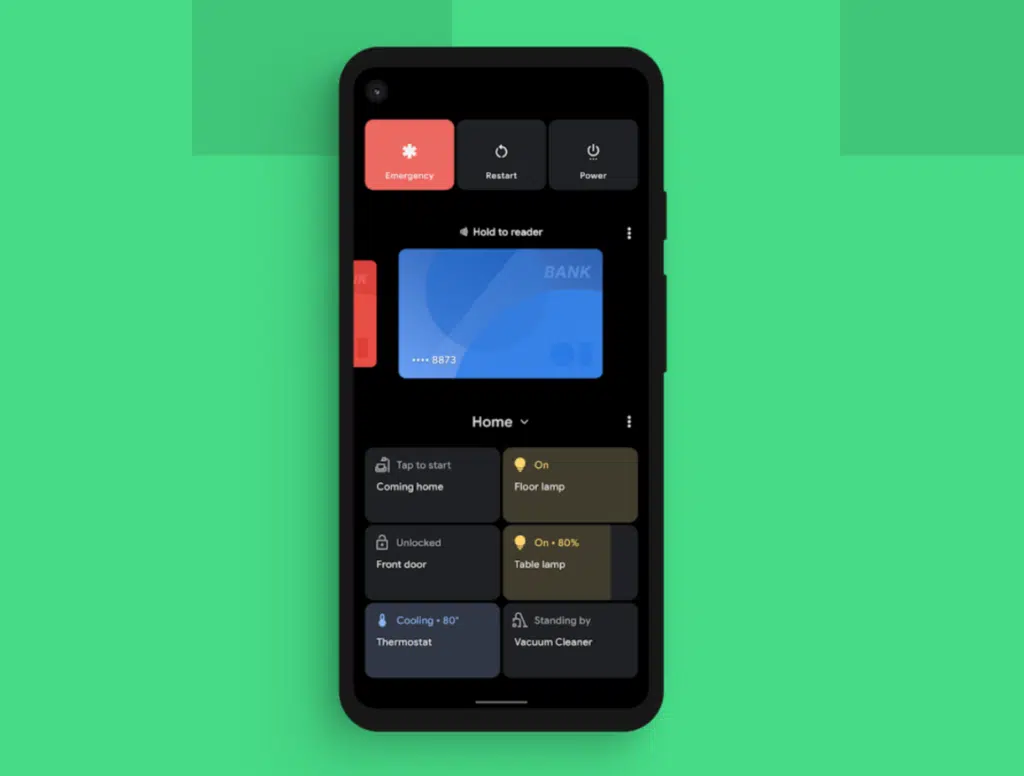 Emergency
Restart
Power
Hold to reader
BANK
•••• 8873
Home
Tap to start
Coming home
On
Floor lamp
Unlocked
Front door
On • 80%
Table lamp
Cooling • 80°
Thermostat
Standing by
Vacuum Cleaner